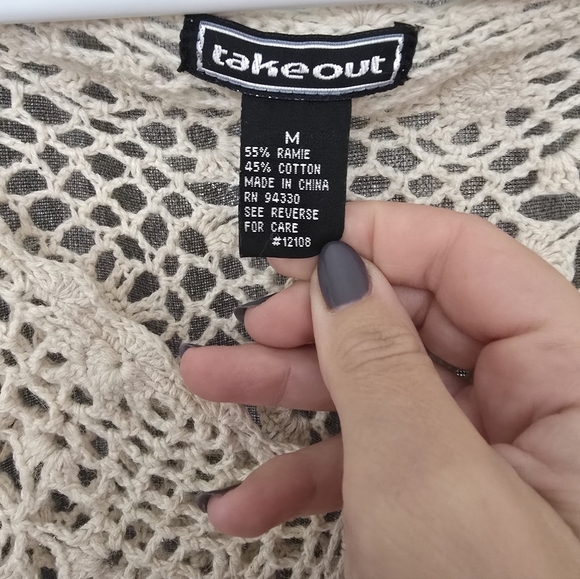 takeout
M
55% RAMIE
45% COTTON
MADE IN CHINA
RN 94330
SEE REVERSE
FOR CARE
#12108